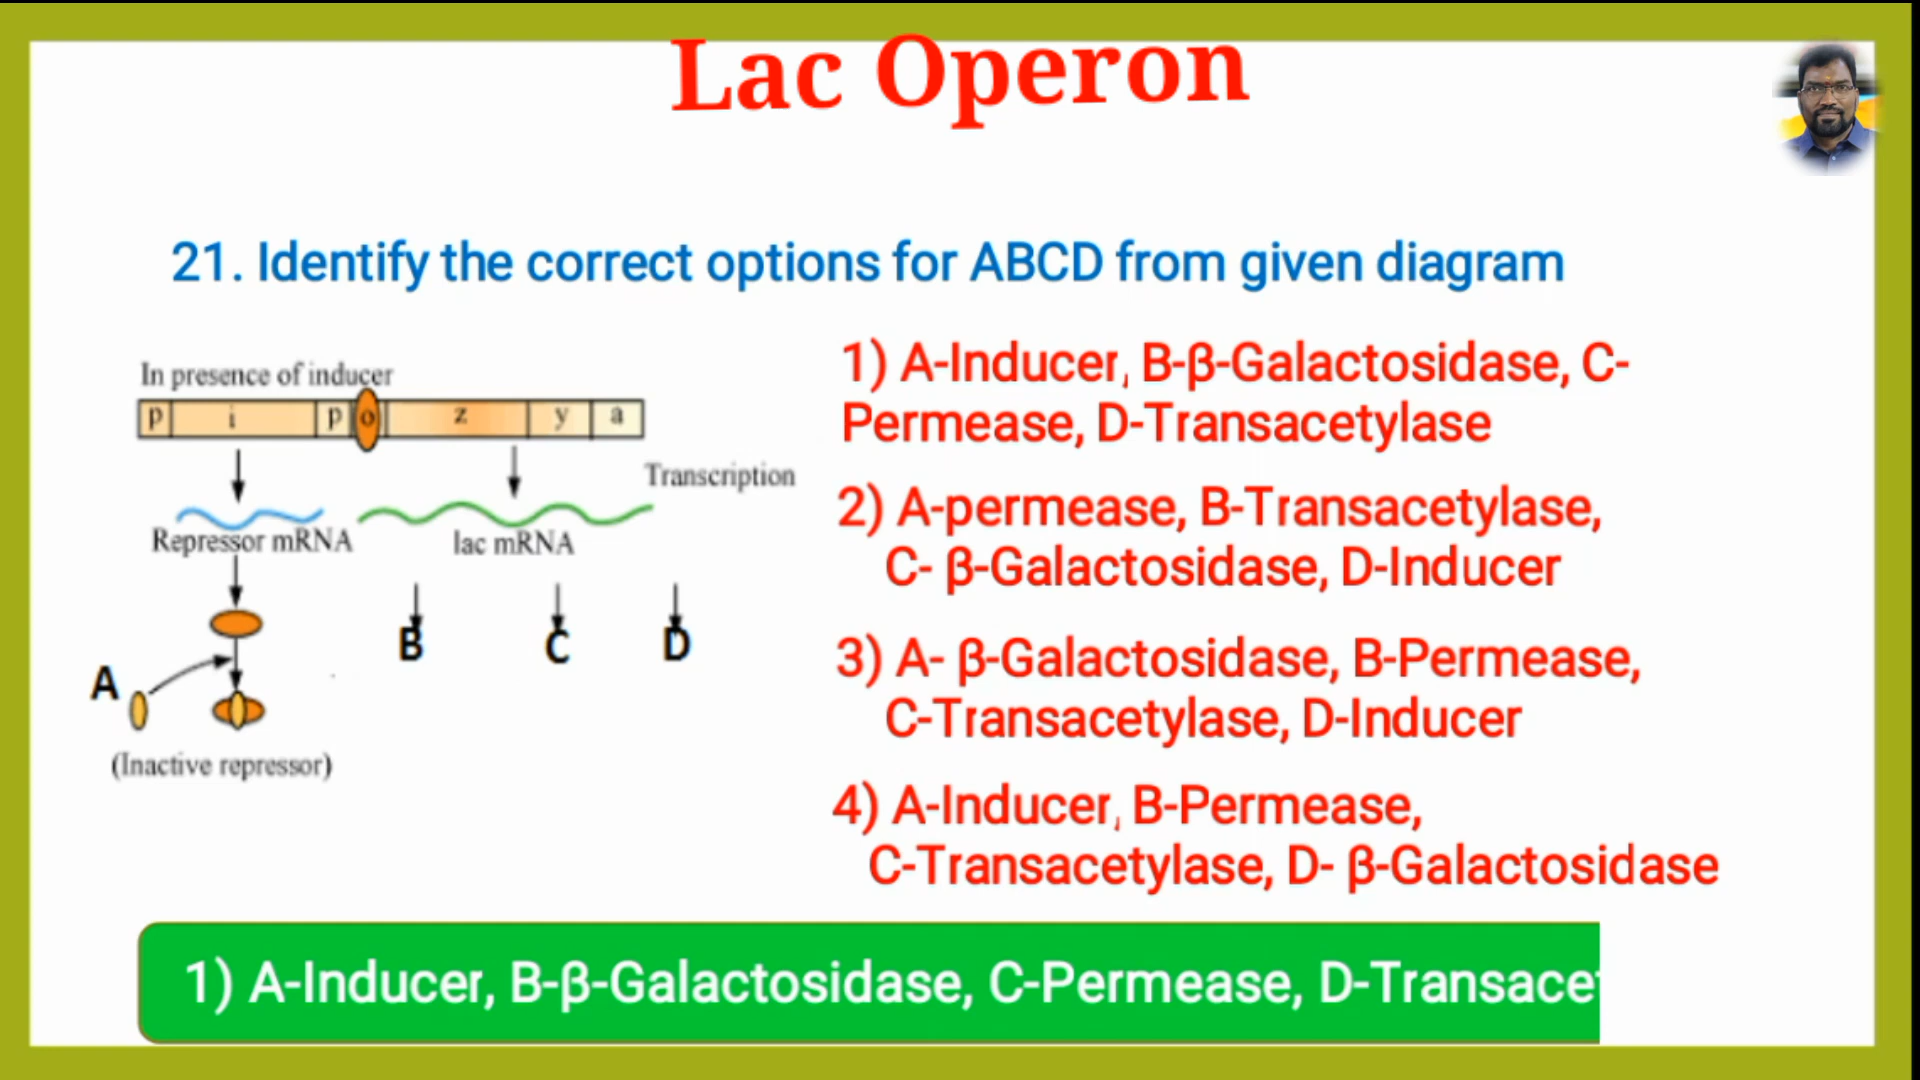 Lac Operon
21. Identify the correct options for ABCD from given diagram
In presence of inducer
p i p o z y a
Transcription
Repressor mRNA
lac mRNA
B C D
A
(Inactive repressor)
1) A-Inducer, B-β-Galactosidase, C-
Permease, D-Transacetylase
2) A-permease, B-Transacetylase,
C- β-Galactosidase, D-Inducer
3) A- β-Galactosidase, B-Permease,
C-Transacetylase, D-Inducer
4) A-Inducer, B-Permease,
C-Transacetylase, D- β-Galactosidase
1) A-Inducer, B-β-Galactosidase, C-Permease, D-Transace